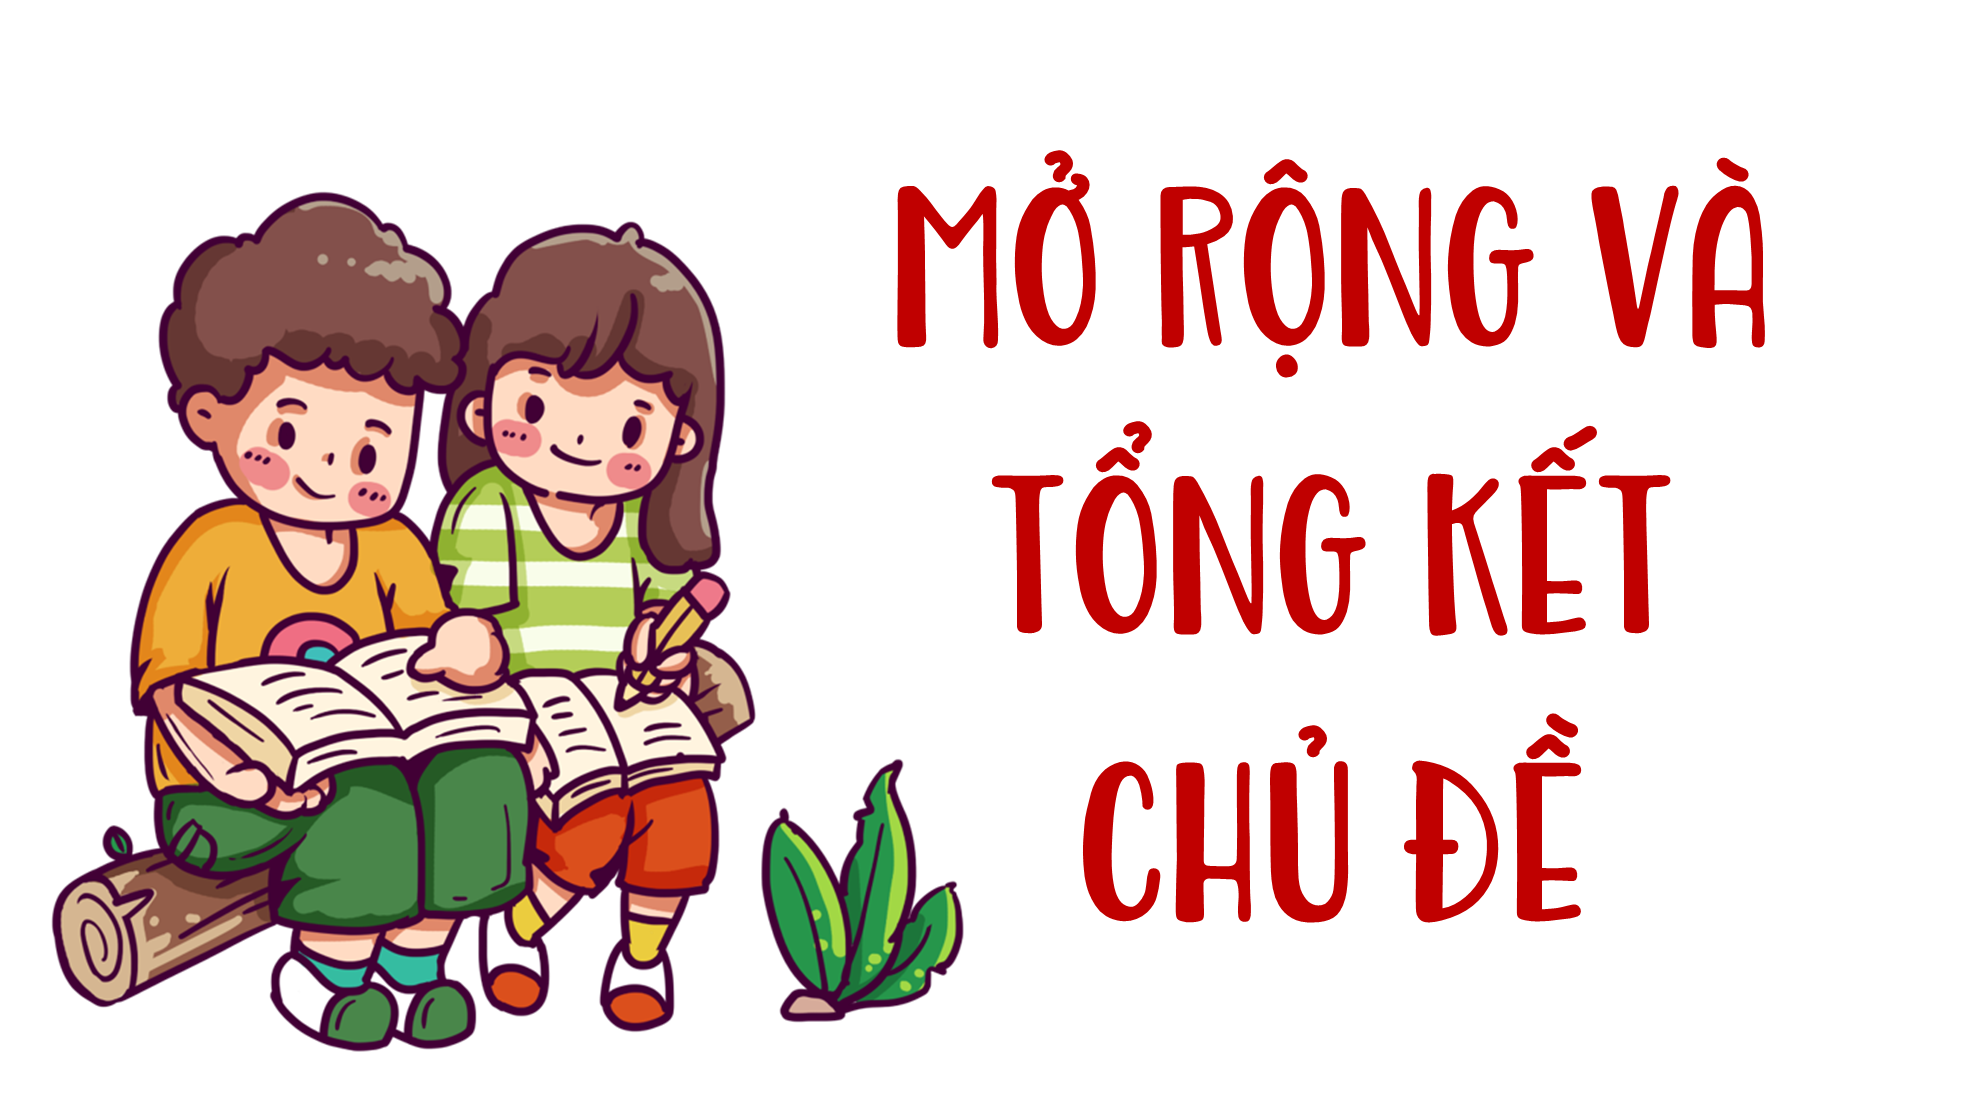 MỞ RỘNG VÀ
TỔNG KẾT
CHỦ ĐỀ